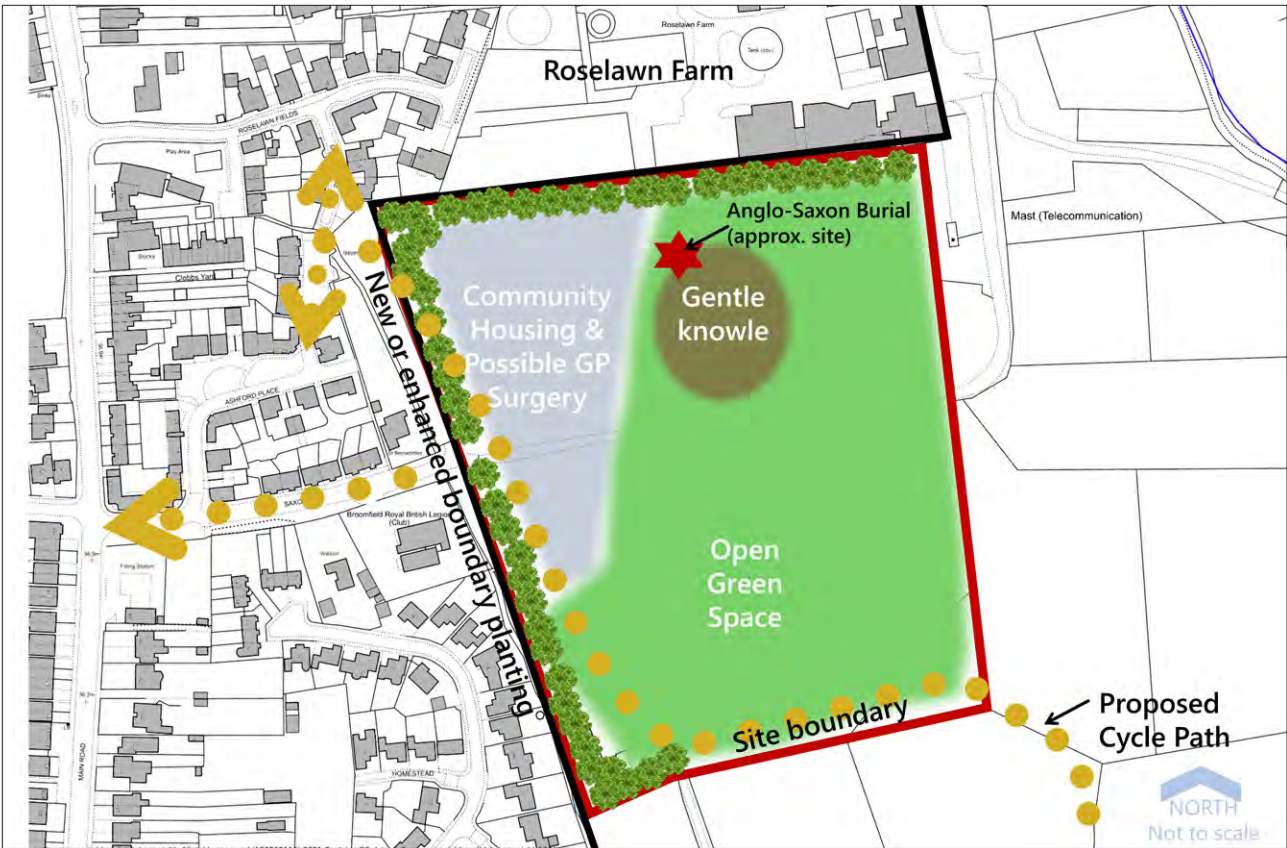 Roselawn Farm
Roselawn Farm
Tank (cov)
ROSELAWN FIELDS
Play Area
Mast (Telecommunication)
Anglo-Saxon Burial
(approx. site)
Clobbs Yard
Community
Housing &
Possible GP
Surgery
Gentle
knowle
New or enhanced boundary planting
ASHFORD PLACE
Broomfield Royal British Legion
(Club)
Filling Station
Open
Green
Space
Site boundary
Proposed
Cycle Path
HOMESTEAD
MAIN ROAD
NORTH
Not to scale